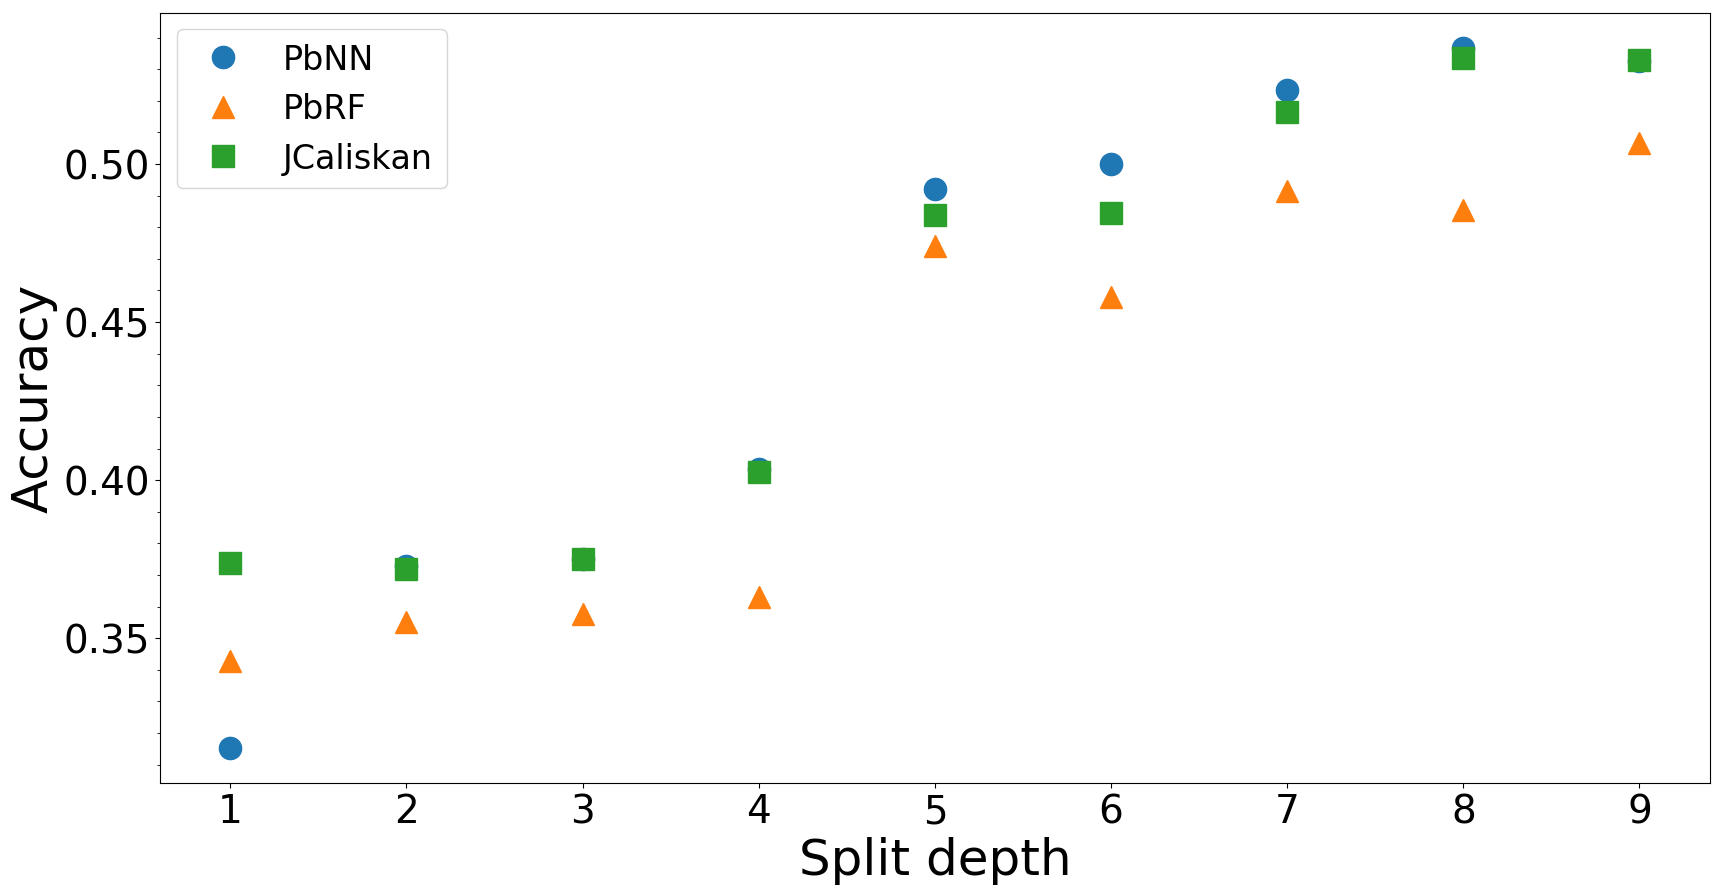 PbNN
PbRF
JCaliskan
0.50
0.45
0.40
0.35
Accuracy
1 2 3 4 5 6 7 8 9
Split depth